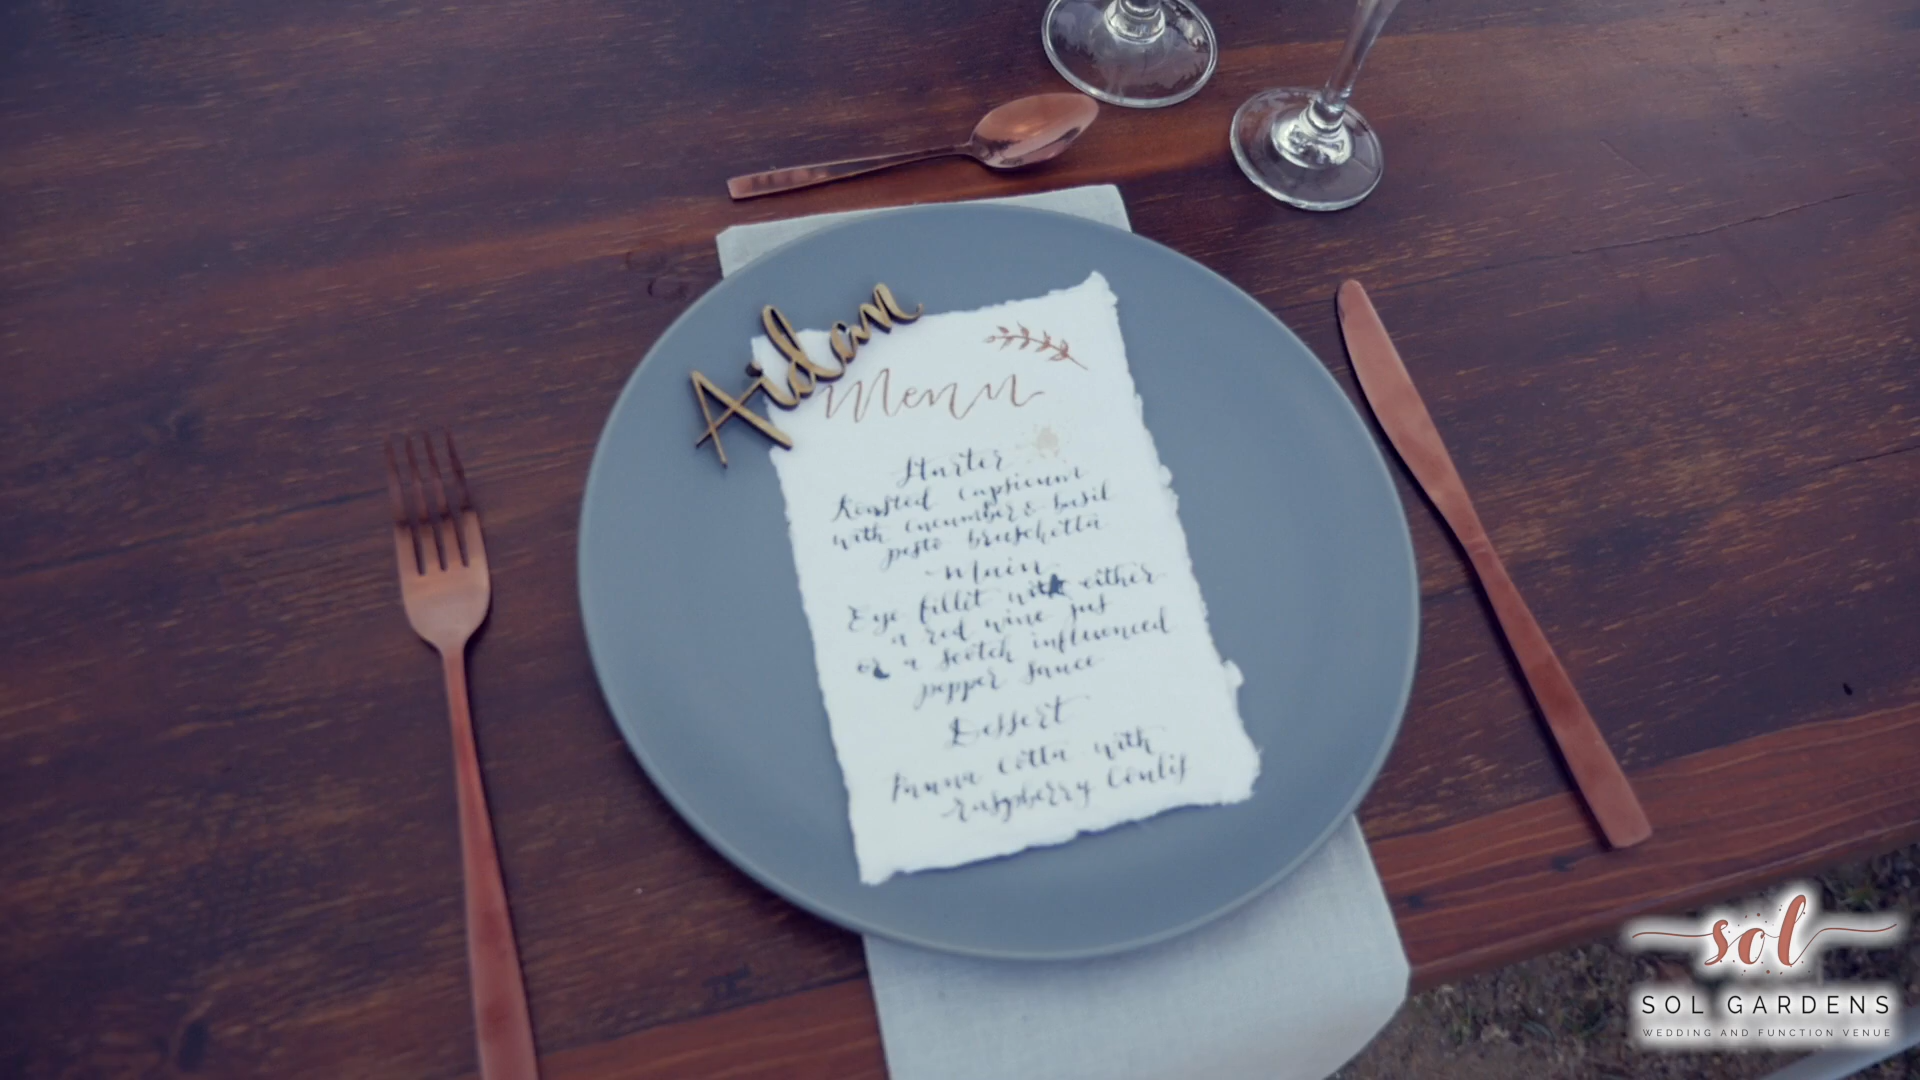 Aidan
Menu
Starter
Roasted Capsicum
with cucumber & basil
pesto bruschetta
Main
Eye fillet with either
a red wine jus
or a scotch influenced
pepper sauce
Dessert
Panna Cotta with
raspberry Coulis
sol
SOL GARDENS
WEDDING AND FUNCTION VENUE